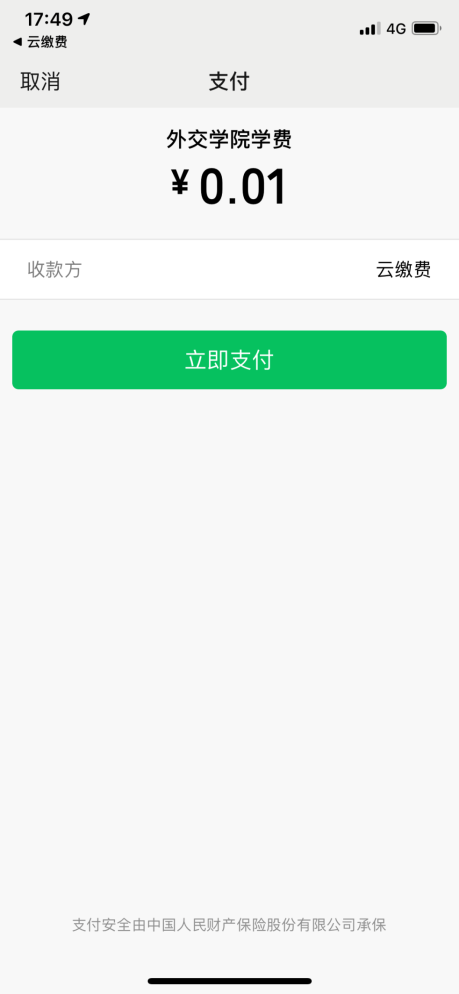 17:49
4G
云缴费
取消
支付
外交学院学费
¥ 0.01
收款方
云缴费
立即支付
支付安全由中国人民财产保险股份有限公司承保